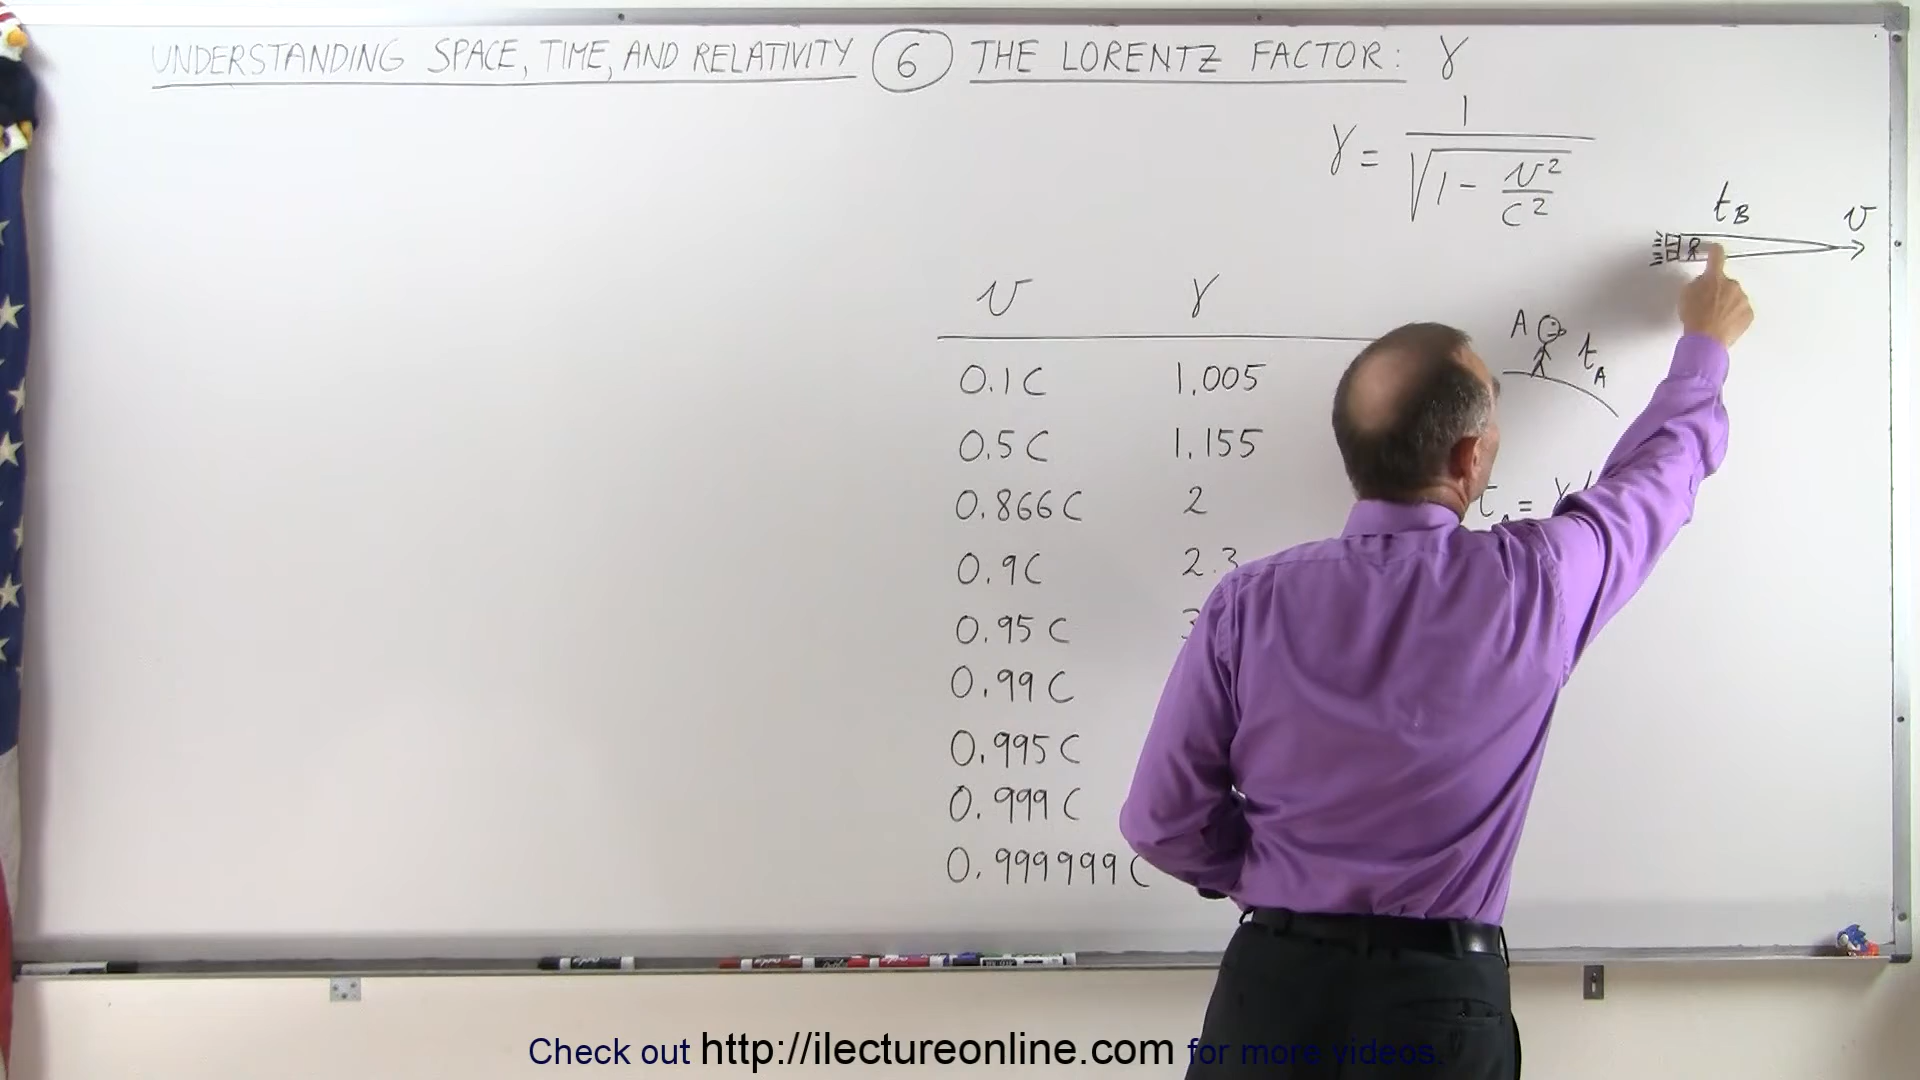 UNDERSTANDING SPACE, TIME, AND RELATIVITY 6 THE LORENTZ FACTOR: γ
γ = 1 / √(1 - v²/c²)
t_B v
v γ
A t_A
0.1C 1.005
0.5C 1.155
0.866C 2
t_A = γ
0.9C 2.3
0.95C 3
0.99C
0.995C
0.999C
0.999999C
Check out http://ilectureonline.com for more videos.